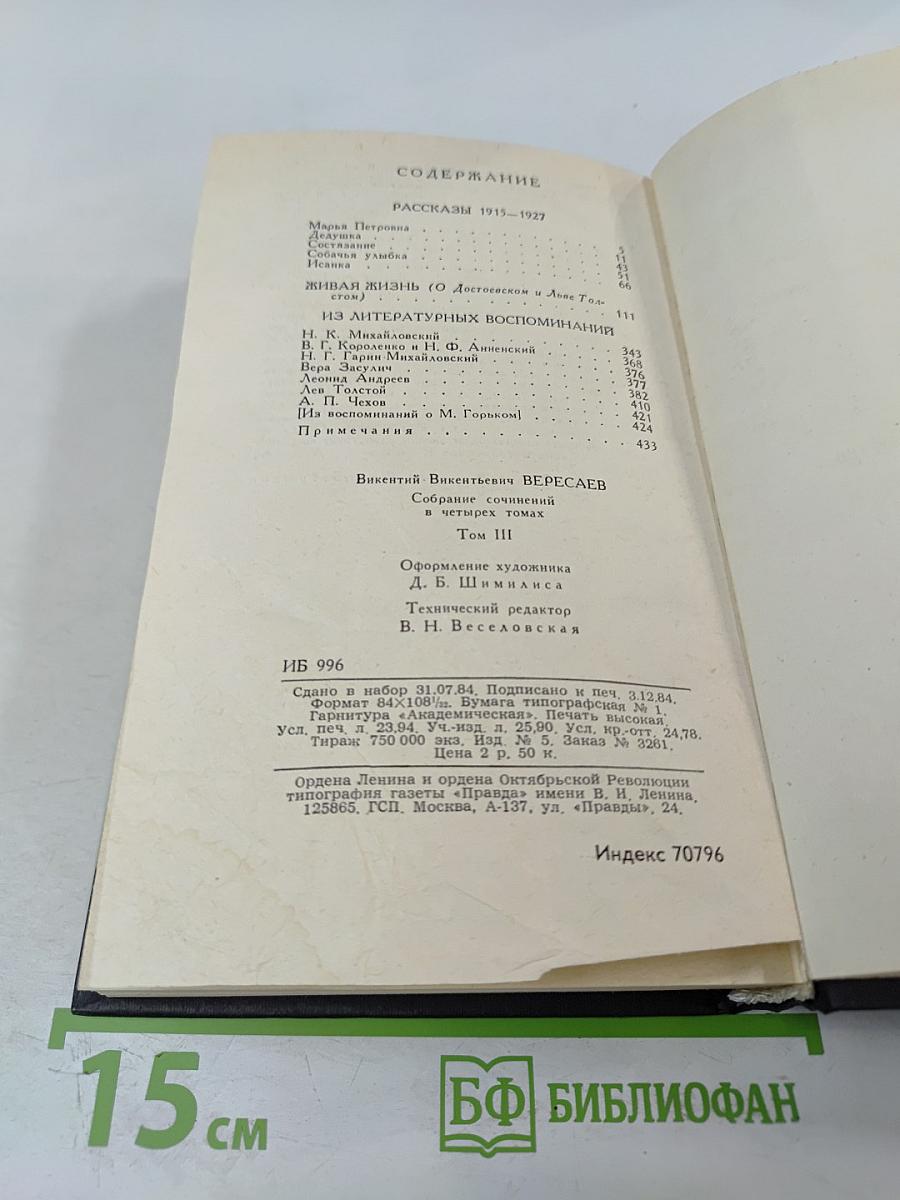 СОДЕРЖАНИЕ
РАССКАЗЫ 1915—1927
Марья Петровна . . . . . . . . . . 5
Дедушка . . . . . . . . . . 11
Состязание . . . . . . . . . . 43
Собачья улыбка . . . . . . . . . . 51
Исанка . . . . . . . . . . 66
ЖИВАЯ ЖИЗНЬ (О Достоевском и Льве Тол-
стом) . . . . . . . . . . 111
ИЗ ЛИТЕРАТУРНЫХ ВОСПОМИНАНИЙ
Н. К. Михайловский . . . . . . . . . . 343
В. Г. Короленко и Н. Ф. Анненский . . . . 368
Н. Г. Гарин-Михайловский . . . . . . . 376
Вера Засулич . . . . . . . . . . 377
Леонид Андреев . . . . . . . . . . 382
Лев Толстой . . . . . . . . . . 410
А. П. Чехов . . . . . . . . . . 421
[Из воспоминаний о М. Горьком] . . . . . 424
Примечания . . . . . . . . . . 433
Викентий Викентьевич ВЕРЕСАЕВ
Собрание сочинений
в четырех томах
Том III
Оформление художника
Д. Б. Шимилиса
Технический редактор
В. Н. Веселовская
ИБ 996
Сдано в набор 31.07.84. Подписано к печ. 3.12.84.
Формат 84×108¹/₃₂. Бумага типографская № 1.
Гарнитура «Академическая». Печать высокая.
Усл. печ. л. 23,94. Уч.-изд. л. 25,90. Усл. кр.-отт. 24,78.
Тираж 750 000 экз. Изд. № 5. Заказ № 3261.
Цена 2 р. 50 к.
Ордена Ленина и ордена Октябрьской Революции
типография газеты «Правда» имени В. И. Ленина,
125865, ГСП, Москва, А-137, ул. «Правды», 24.
Индекс 70796
15 см
БФ БИБЛИОФАН